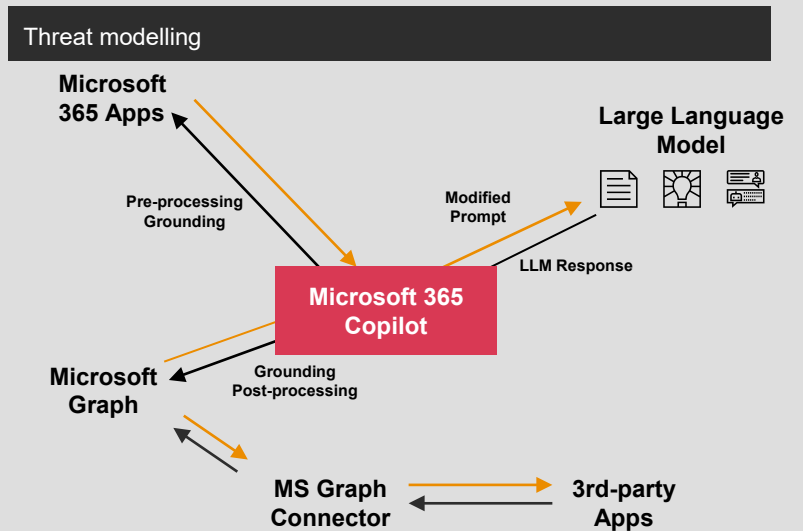 Threat modelling
Microsoft
365 Apps
Large Language
Model
Pre-processing
Grounding
Modified
Prompt
LLM Response
Microsoft 365
Copilot
Grounding
Post-processing
Microsoft
Graph
MS Graph
Connector
3rd-party
Apps